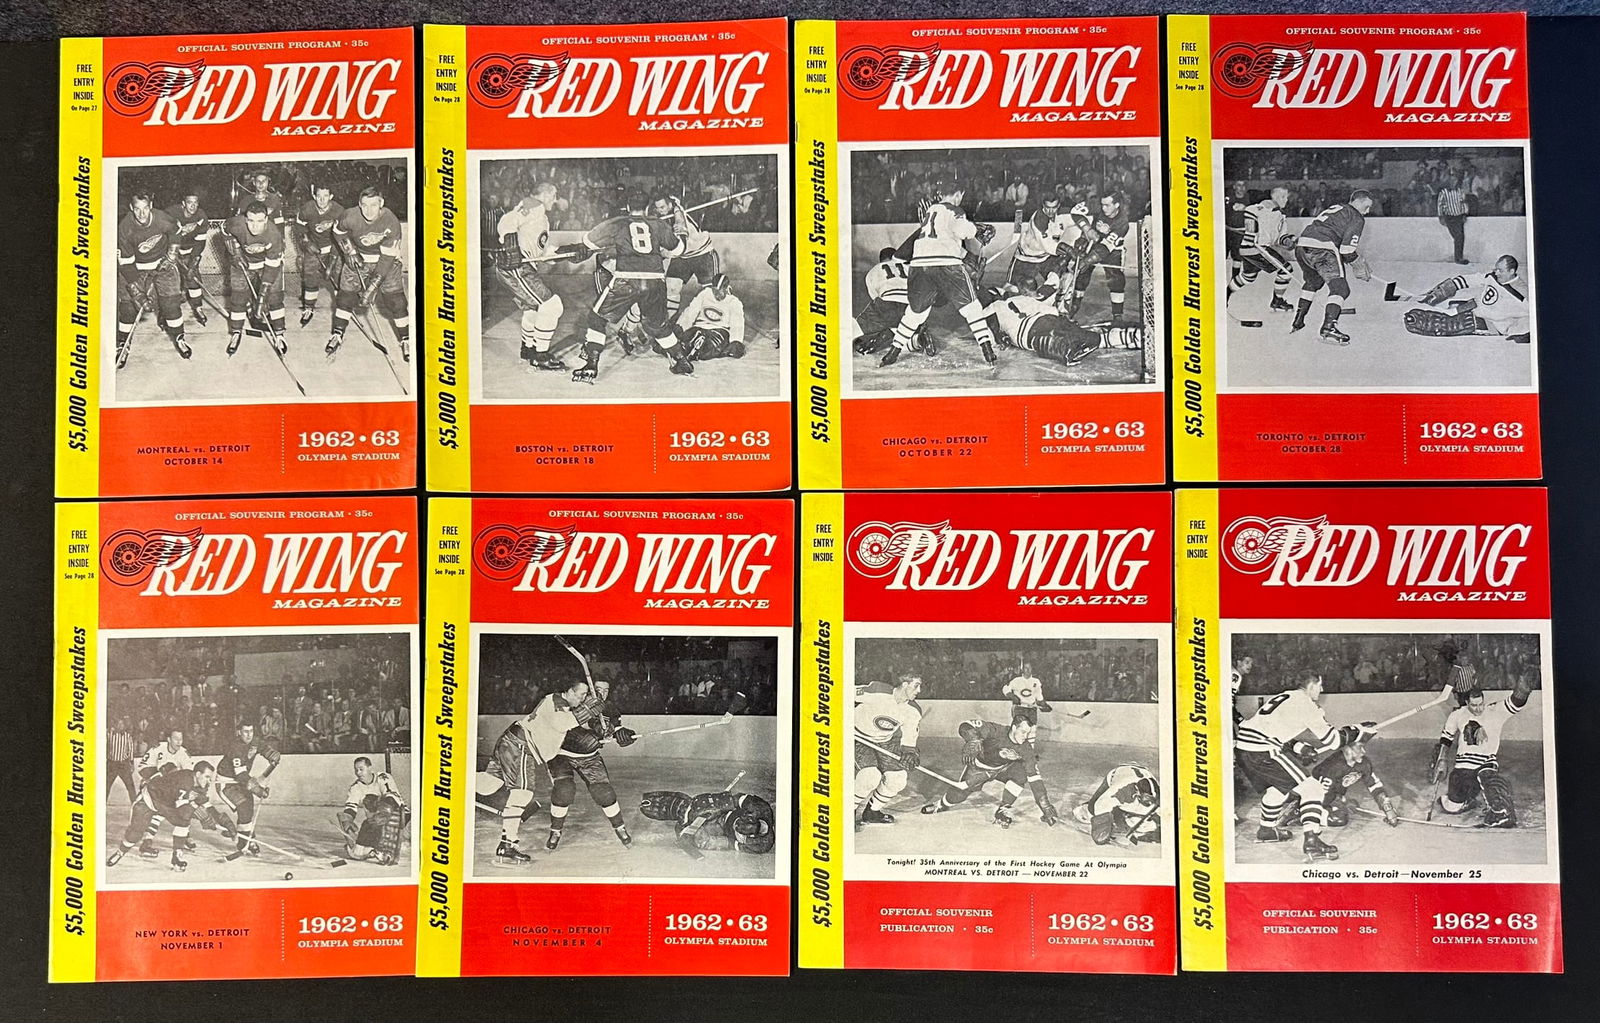 OFFICIAL SOUVENIR PROGRAM • 35c
FREE
ENTRY
INSIDE
On Page 27
RED WING
MAGAZINE
$5,000 Golden Harvest Sweepstakes
MONTREAL vs. DETROIT
OCTOBER 14
1962 • 63
OLYMPIA STADIUM
OFFICIAL SOUVENIR PROGRAM • 35c
FREE
ENTRY
INSIDE
On Page 28
RED WING
MAGAZINE
$5,000 Golden Harvest Sweepstakes
8
BOSTON vs. DETROIT
OCTOBER 18
1962 • 63
OLYMPIA STADIUM
OFFICIAL SOUVENIR PROGRAM • 35c
FREE
ENTRY
INSIDE
On Page 28
RED WING
MAGAZINE
$5,000 Golden Harvest Sweepstakes
11
CHICAGO vs. DETROIT
OCTOBER 22
1962 • 63
OLYMPIA STADIUM
OFFICIAL SOUVENIR PROGRAM • 35c
FREE
ENTRY
INSIDE
See Page 28
RED WING
MAGAZINE
$5,000 Golden Harvest Sweepstakes
B
TORONTO vs. DETROIT
OCTOBER 28
1962 • 63
OLYMPIA STADIUM
OFFICIAL SOUVENIR PROGRAM • 35c
FREE
ENTRY
INSIDE
See Page 28
RED WING
MAGAZINE
$5,000 Golden Harvest Sweepstakes
8
7
NEW YORK vs. DETROIT
NOVEMBER 1
1962 • 63
OLYMPIA STADIUM
OFFICIAL SOUVENIR PROGRAM • 35c
FREE
ENTRY
INSIDE
See Page 28
RED WING
MAGAZINE
$5,000 Golden Harvest Sweepstakes
CHICAGO vs. DETROIT
NOVEMBER 4
1962 • 63
OLYMPIA STADIUM
FREE
ENTRY
INSIDE
RED WING
MAGAZINE
$5,000 Golden Harvest Sweepstakes
Tonight! 35th Anniversary of the First Hockey Game At Olympia
MONTREAL VS. DETROIT — NOVEMBER 22
OFFICIAL SOUVENIR
PUBLICATION • 35c
1962 • 63
OLYMPIA STADIUM
FREE
ENTRY
INSIDE
RED WING
MAGAZINE
$5,000 Golden Harvest Sweepstakes
Chicago vs. Detroit — November 25
OFFICIAL SOUVENIR
PUBLICATION • 35c
1962 • 63
OLYMPIA STADIUM